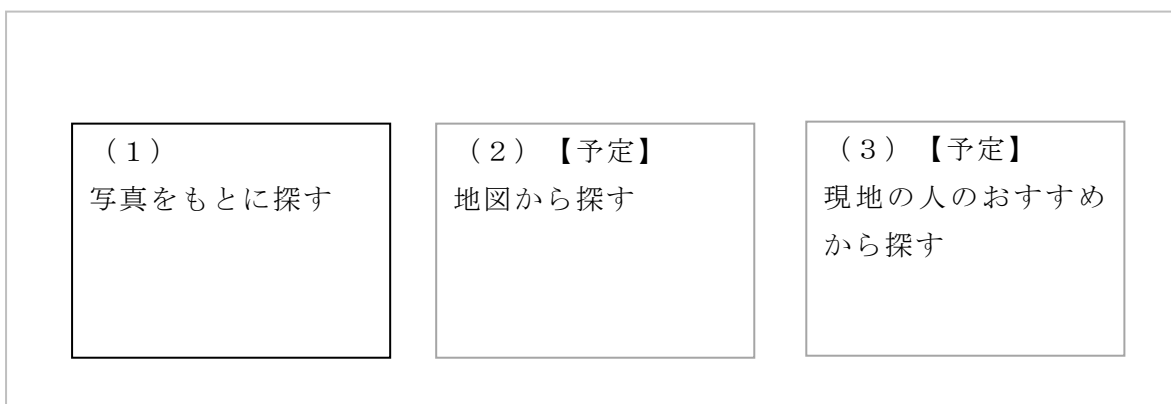 （１）
写真をもとに探す
（２）【予定】
地図から探す
（３）【予定】
現地の人のおすすめ
から探す